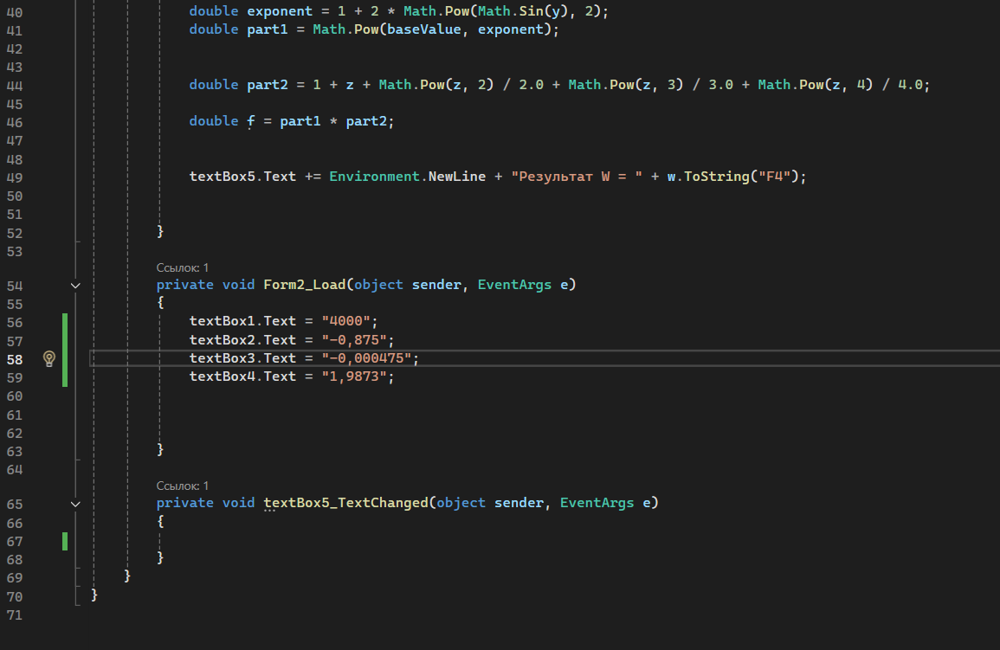 40 double exponent = 1 + 2 * Math.Pow(Math.Sin(y), 2);
41 double part1 = Math.Pow(baseValue, exponent);
42
43
44 double part2 = 1 + z + Math.Pow(z, 2) / 2.0 + Math.Pow(z, 3) / 3.0 + Math.Pow(z, 4) / 4.0;
45
46 double f = part1 * part2;
47
48
49 textBox5.Text += Environment.NewLine + "Результат W = " + w.ToString("F4");
50
51
52 }
53
Ссылок: 1
54 private void Form2_Load(object sender, EventArgs e)
55 {
56 textBox1.Text = "4000";
57 textBox2.Text = "-0,875";
58 textBox3.Text = "-0,000475";
59 textBox4.Text = "1,9873";
60
61
62
63 }
64
Ссылок: 1
65 private void textBox5_TextChanged(object sender, EventArgs e)
66 {
67
68 }
69 }
70 }
71